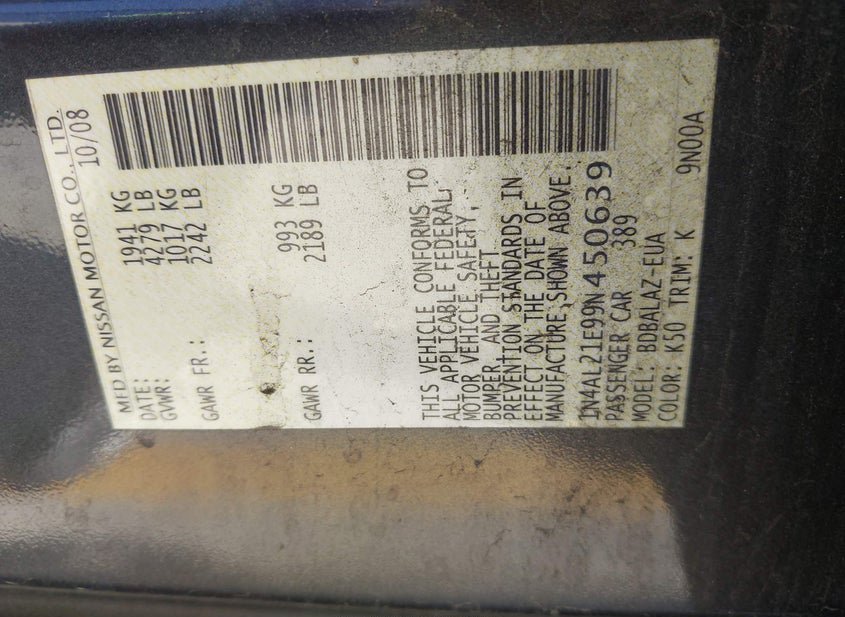 MFD BY NISSAN MOTOR CO., LTD.
DATE: 10/08
GVWR: 1941 KG
4279 LB
GAWR FR.: 1017 KG
2242 LB
GAWR RR.: 993 KG
2189 LB
THIS VEHICLE CONFORMS TO
ALL APPLICABLE FEDERAL
MOTOR VEHICLE SAFETY,
BUMPER, AND THEFT
PREVENTION STANDARDS IN
EFFECT ON THE DATE OF
MANUFACTURE SHOWN ABOVE.
1N4AL21E99N450639
PASSENGER CAR 389
MODEL: BDBALAZ-EUA
COLOR: K50 TRIM: K 9N00A